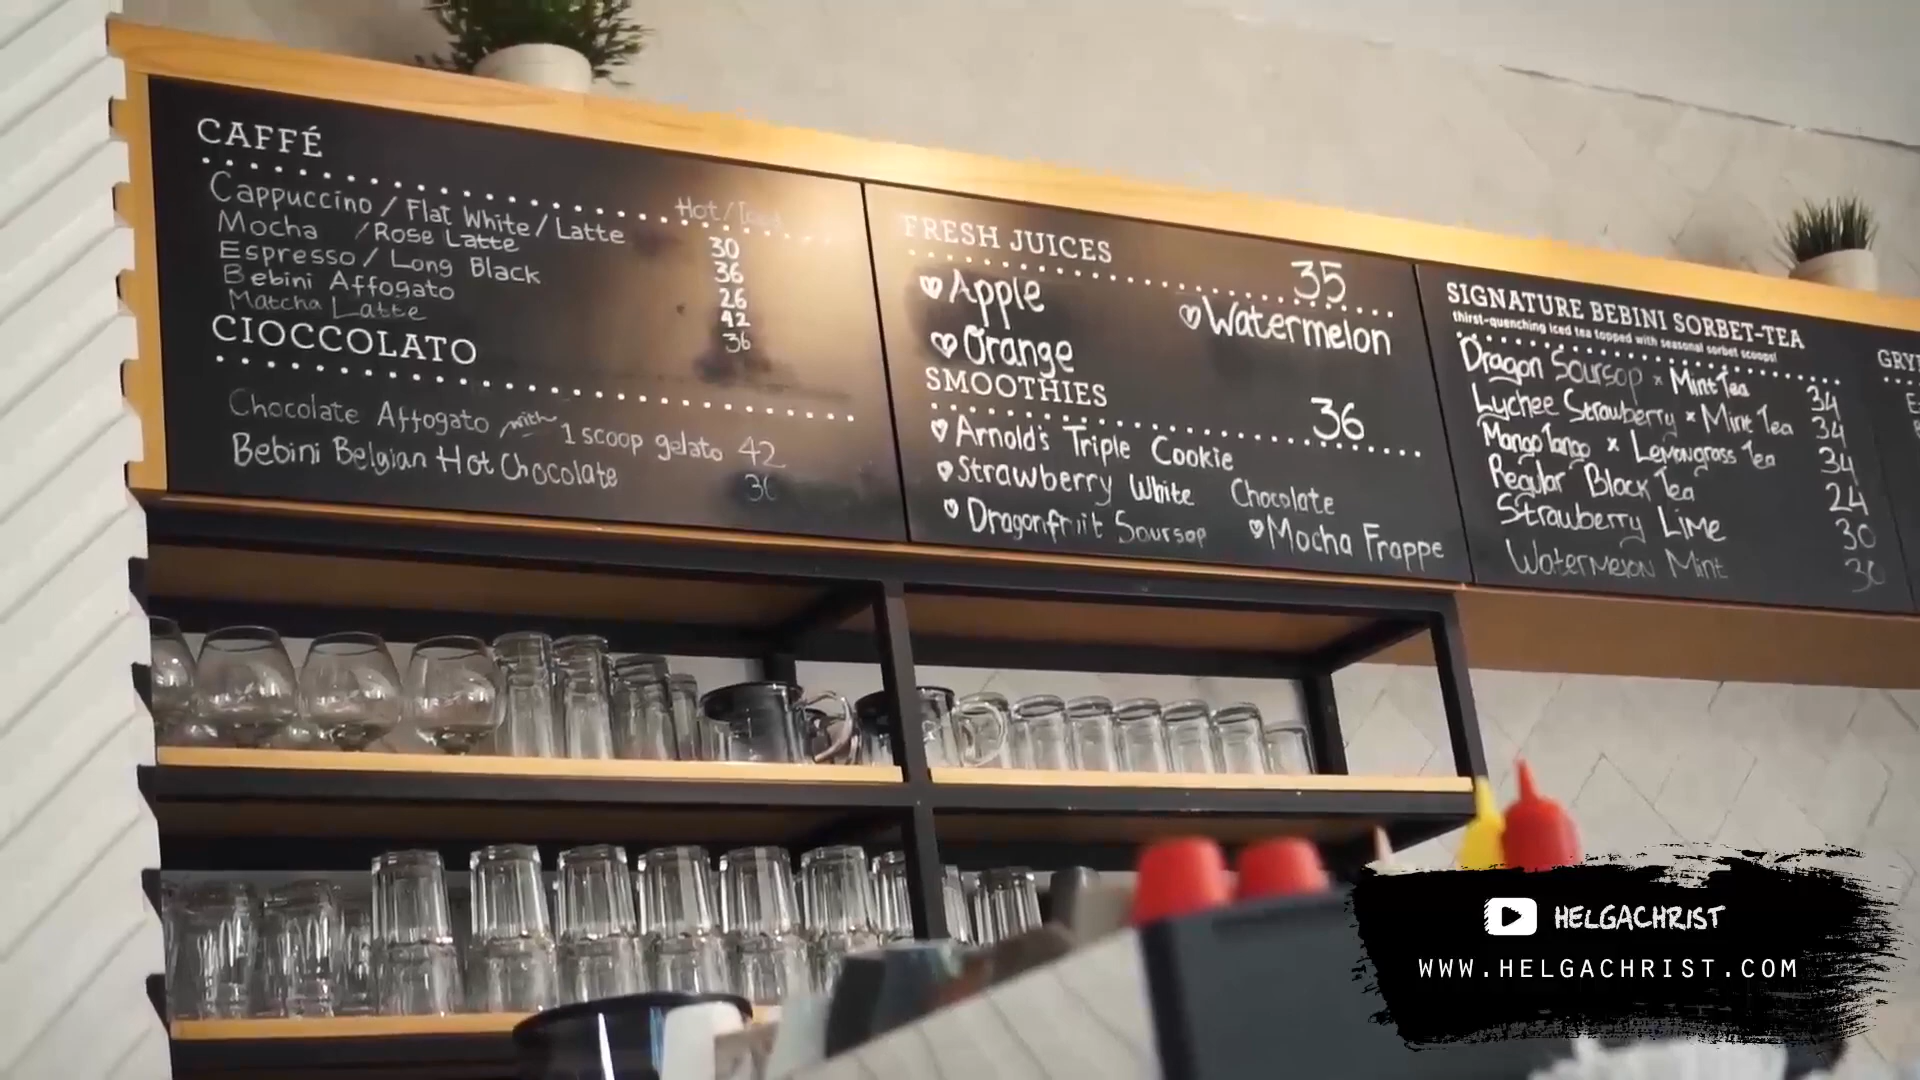 CAFFÉ
Hot/Iced
Cappuccino / Flat White / Latte 30
Mocha / Rose Latte 36
Espresso / Long Black 26
Bebini Affogato 42
Matcha Latte 36
CIOCCOLATO
Chocolate Affogato with 1 scoop gelato 42
Bebini Belgian Hot Chocolate
FRESH JUICES 35
Apple
Watermelon
Orange
SMOOTHIES 36
Arnold's Triple Cookie
Strawberry White Chocolate
Dragonfruit Soursop
Mocha Frappe
SIGNATURE BEBINI SORBET-TEA
thirst-quenching iced tea topped with seasonal sorbet scoops!
Dragon Soursop x Mint Tea 34
Lychee Strawberry x Mint Tea 34
Mango Tango x Lemongrass Tea 34
Regular Black Tea 24
Strawberry Lime 30
Watermelon Mint 30
HELGACHRIST
WWW.HELGACHRIST.COM